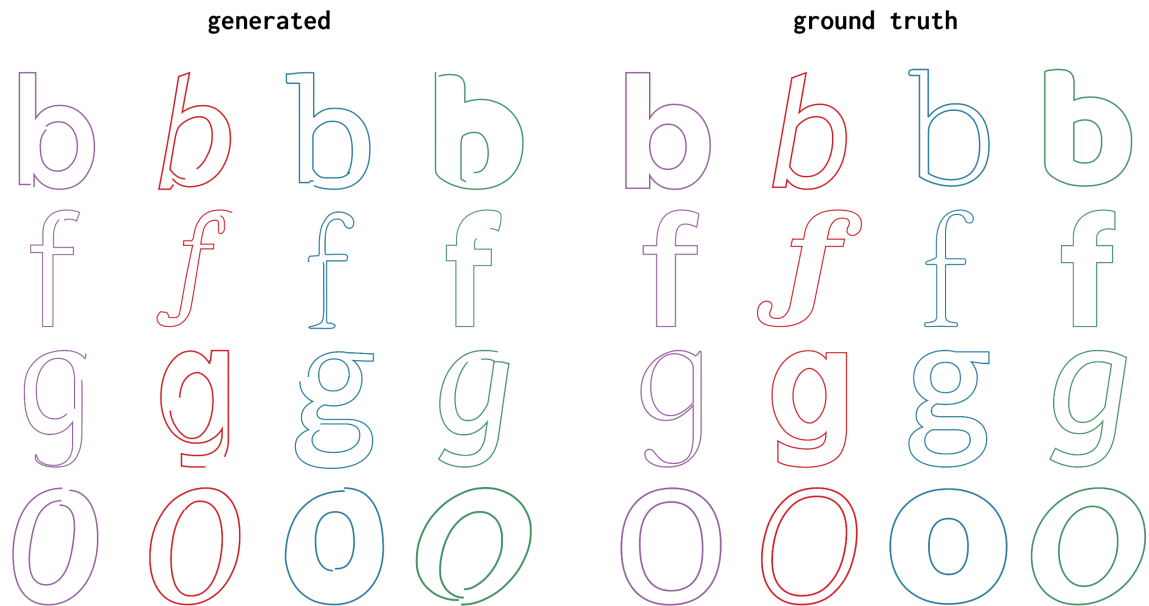 generated ground truth
b b b b b b b b
f f f f f f f f
g g g g g g g g
o o o o o o o o